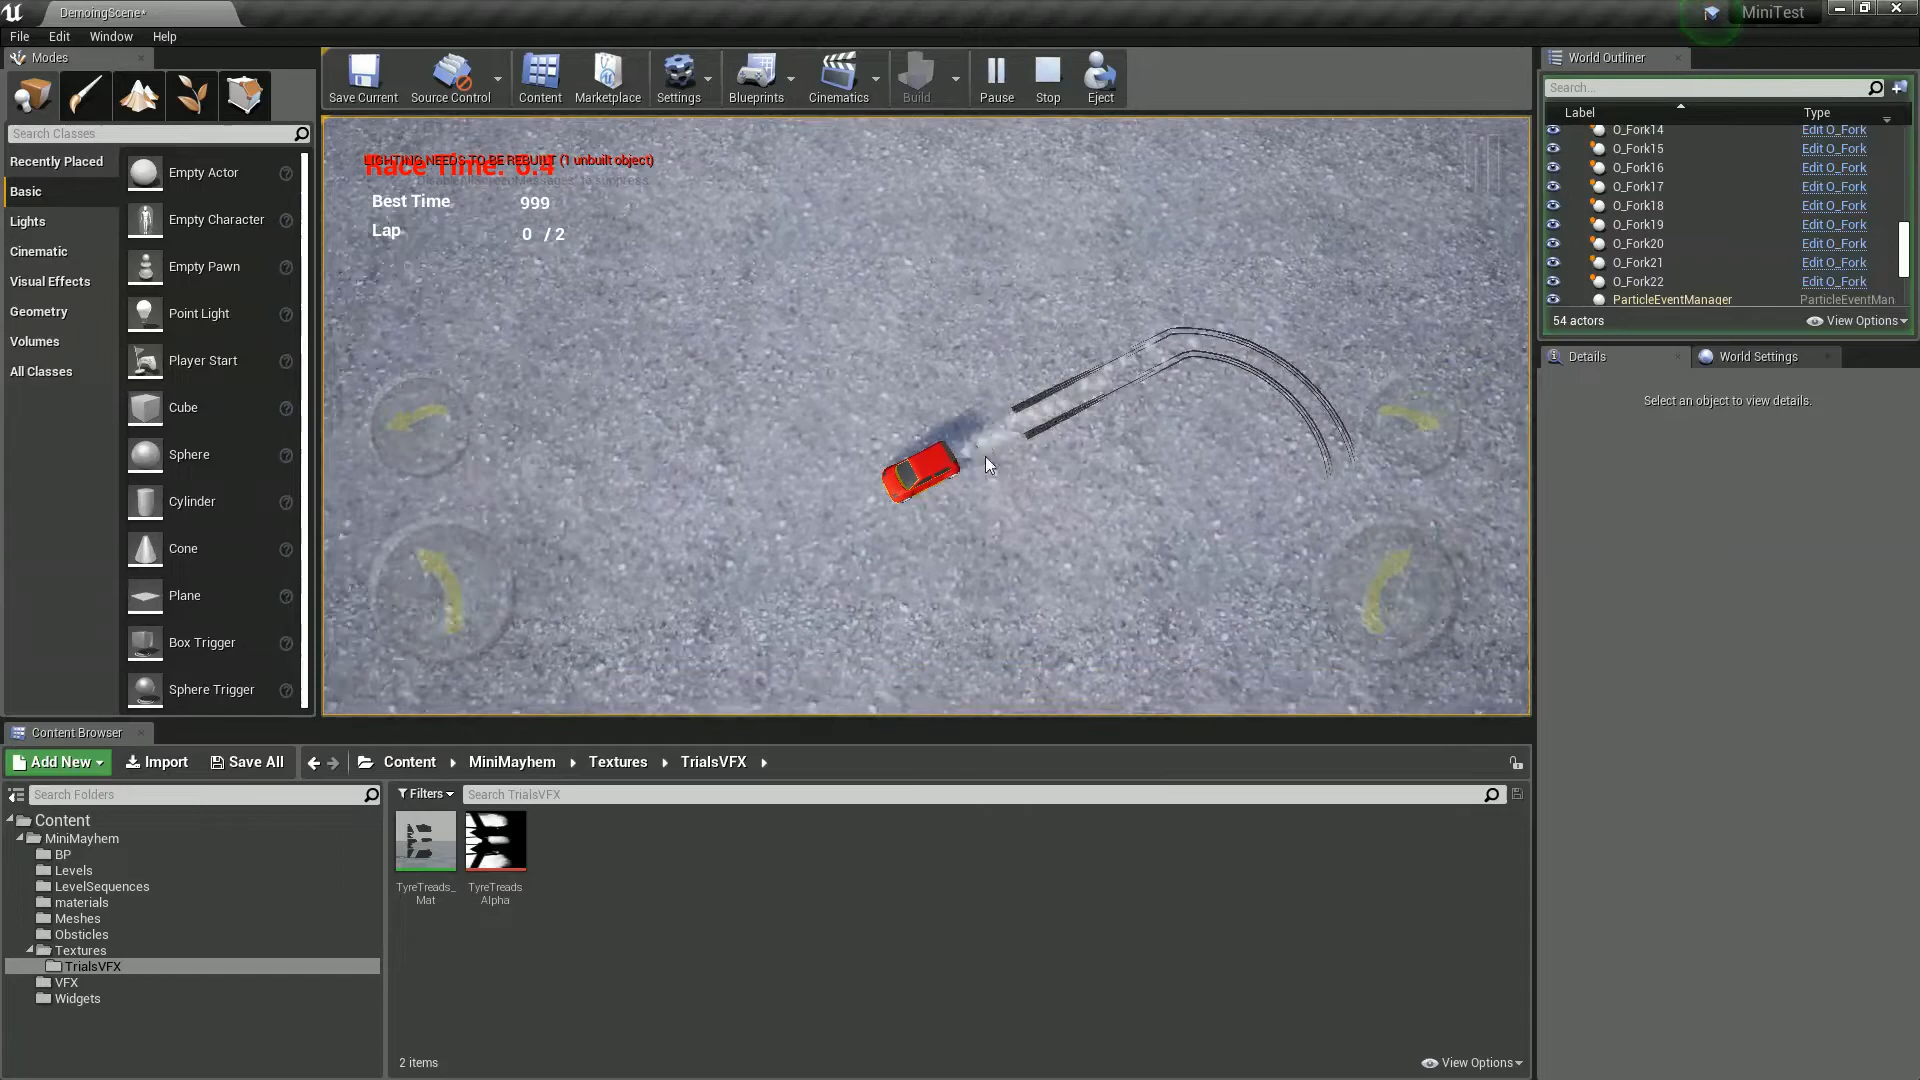 DemoingScene*
MiniTest
File Edit Window Help
Modes
Search Classes
Recently Placed
Basic
Lights
Cinematic
Visual Effects
Geometry
Volumes
All Classes
Empty Actor
Empty Character
Empty Pawn
Point Light
Player Start
Cube
Sphere
Cylinder
Cone
Plane
Box Trigger
Sphere Trigger
Save Current
Source Control
Content
Marketplace
Settings
Blueprints
Cinematics
Build
Pause
Stop
Eject
LIGHTING NEEDS TO BE REBUILT (1 unbuilt object)
Race Time: 6.4
Best Time 999
Lap 0 / 2
World Outliner
Search...
Label Type
O_Fork14 Edit O_Fork
O_Fork15 Edit O_Fork
O_Fork16 Edit O_Fork
O_Fork17 Edit O_Fork
O_Fork18 Edit O_Fork
O_Fork19 Edit O_Fork
O_Fork20 Edit O_Fork
O_Fork21 Edit O_Fork
O_Fork22 Edit O_Fork
ParticleEventManager ParticleEventMan
54 actors View Options
Details World Settings
Select an object to view details.
Content Browser
Add New Import Save All Content MiniMayhem Textures TrialsVFX
Search Folders
Content
MiniMayhem
BP
Levels
LevelSequences
materials
Meshes
Obsticles
Textures
TrialsVFX
VFX
Widgets
Filters Search TrialsVFX
TyreTreads_
Mat
TyreTreads
Alpha
2 items View Options